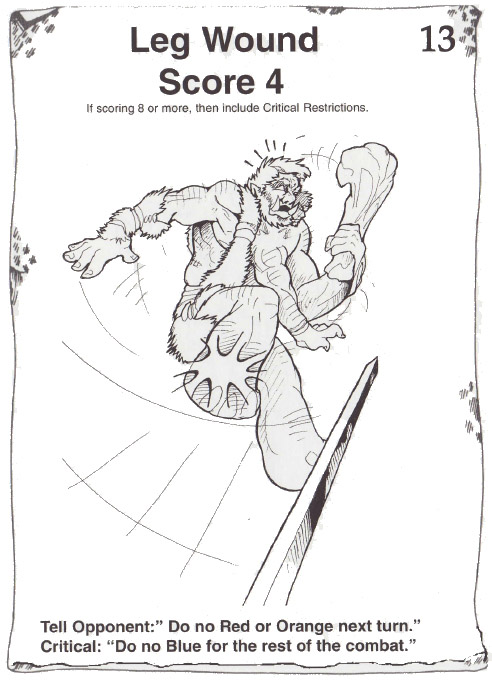 Leg Wound
13
Score 4
If scoring 8 or more, then include Critical Restrictions.
Tell Opponent:” Do no Red or Orange next turn.”
Critical: “Do no Blue for the rest of the combat.”